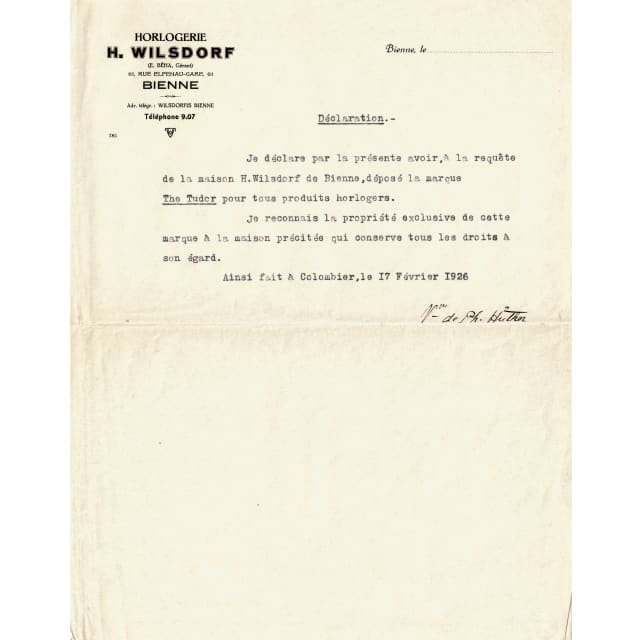 HORLOGERIE
H. WILSDORF
(E. BÉHA, Gérant)
61, RUE ELFENAU-GARE, 61
BIENNE
Adr. télégr.: WILSDORFIS BIENNE
Téléphone 9.07
Bienne, le
Déclaration.-
Je déclare par la présente avoir,à la requête
de la maison H.Wilsdorf de Bienne,déposé la marque
The Tudor pour tous produits horlogers.
Je reconnais la propriété exclusive de cette
marque à la maison précitée qui conserve tous les droits à
son égard.
Ainsi fait à Colombier,le 17 Février 1926
Vve de Ph. Hüther